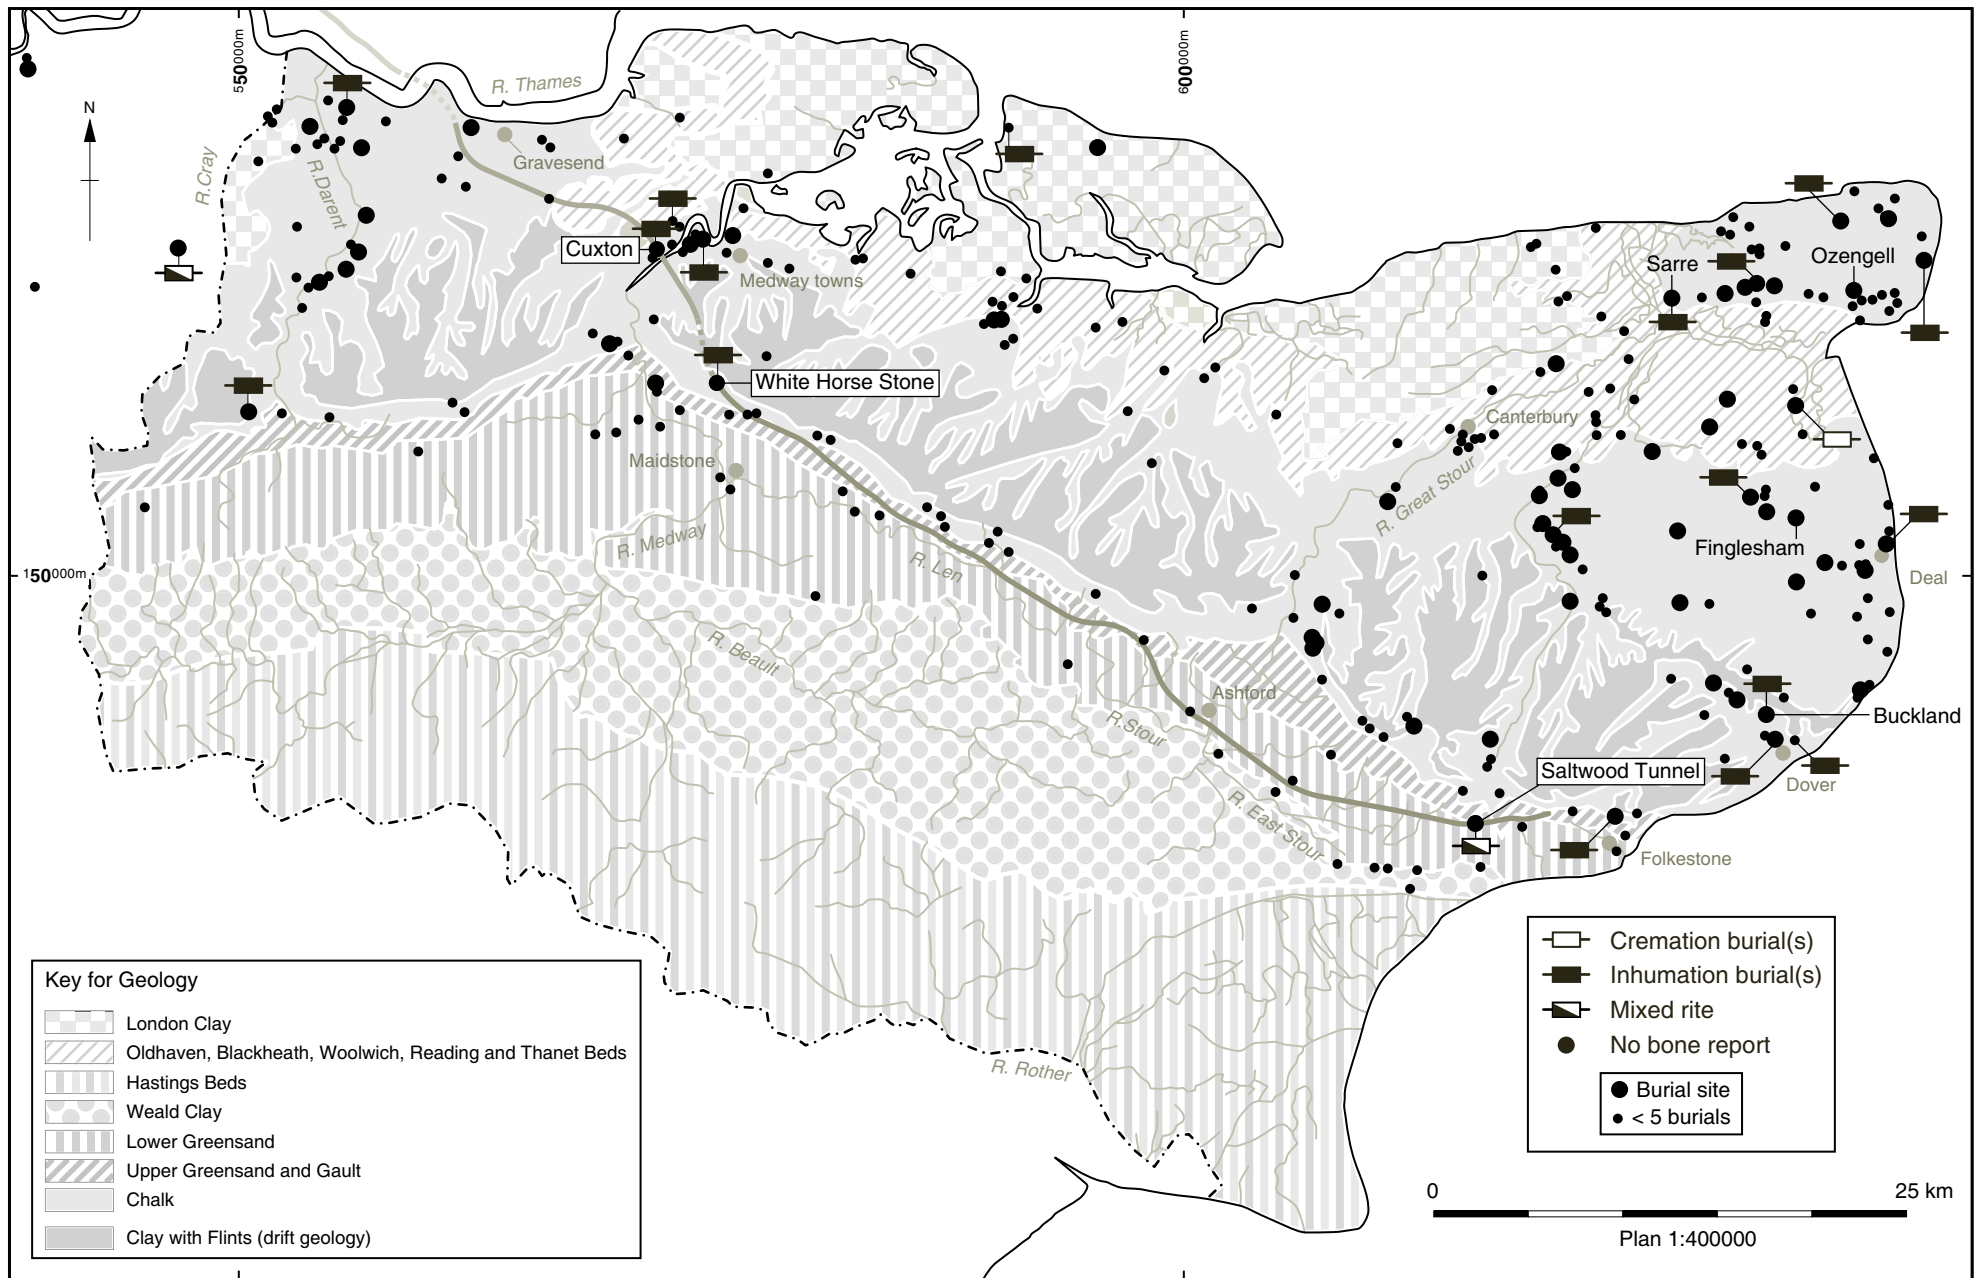 550000m
600000m
N
R. Thames
R.Cray
R.Darent
Gravesend
Cuxton
Medway towns
Sarre
Ozengell
White Horse Stone
Canterbury
Maidstone
R. Great Stour
R. Medway
R. Len
Finglesham
150000m
Deal
R. Beault
Ashford
R.Stour
Buckland
Saltwood Tunnel
Dover
R. East Stour
Folkestone
R. Rother
Key for Geology
London Clay
Oldhaven, Blackheath, Woolwich, Reading and Thanet Beds
Hastings Beds
Weald Clay
Lower Greensand
Upper Greensand and Gault
Chalk
Clay with Flints (drift geology)
Cremation burial(s)
Inhumation burial(s)
Mixed rite
No bone report
Burial site
< 5 burials
0 25 km
Plan 1:400000